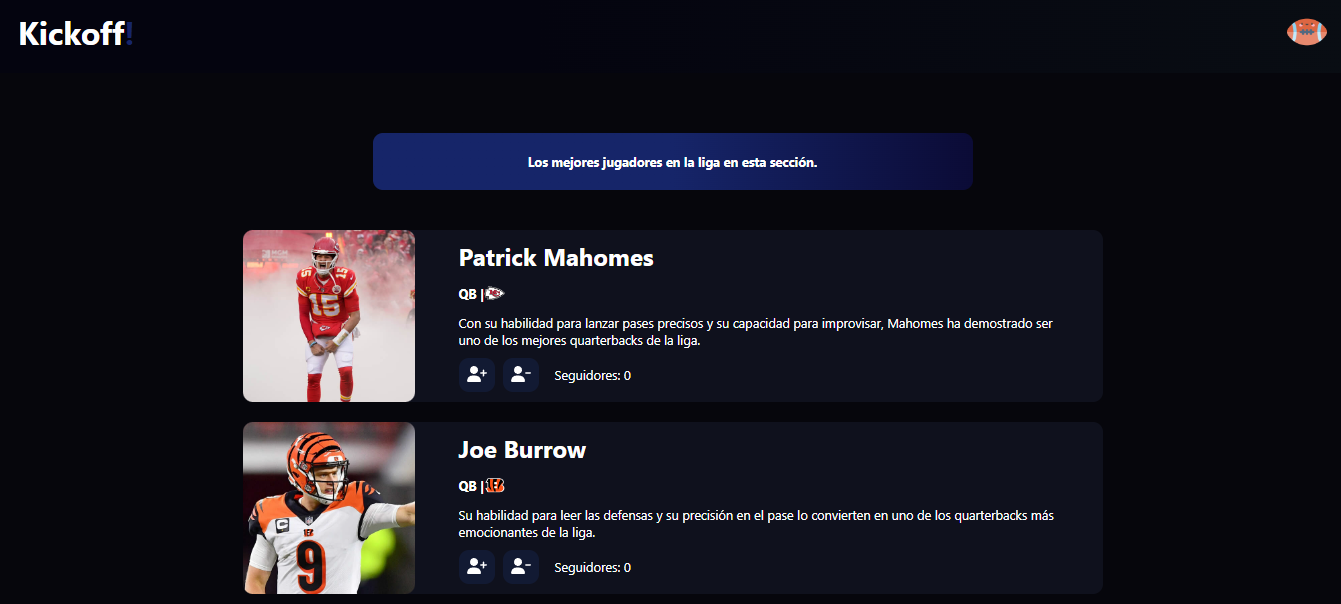 Kickoff!
Los mejores jugadores en la liga en esta sección.
Patrick Mahomes
QB |
Con su habilidad para lanzar pases precisos y su capacidad para improvisar, Mahomes ha demostrado ser
uno de los mejores quarterbacks de la liga.
Seguidores: 0
15
15
15
Joe Burrow
QB |
Su habilidad para leer las defensas y su precisión en el pase lo convierten en uno de los quarterbacks más
emocionantes de la liga.
Seguidores: 0
C
9